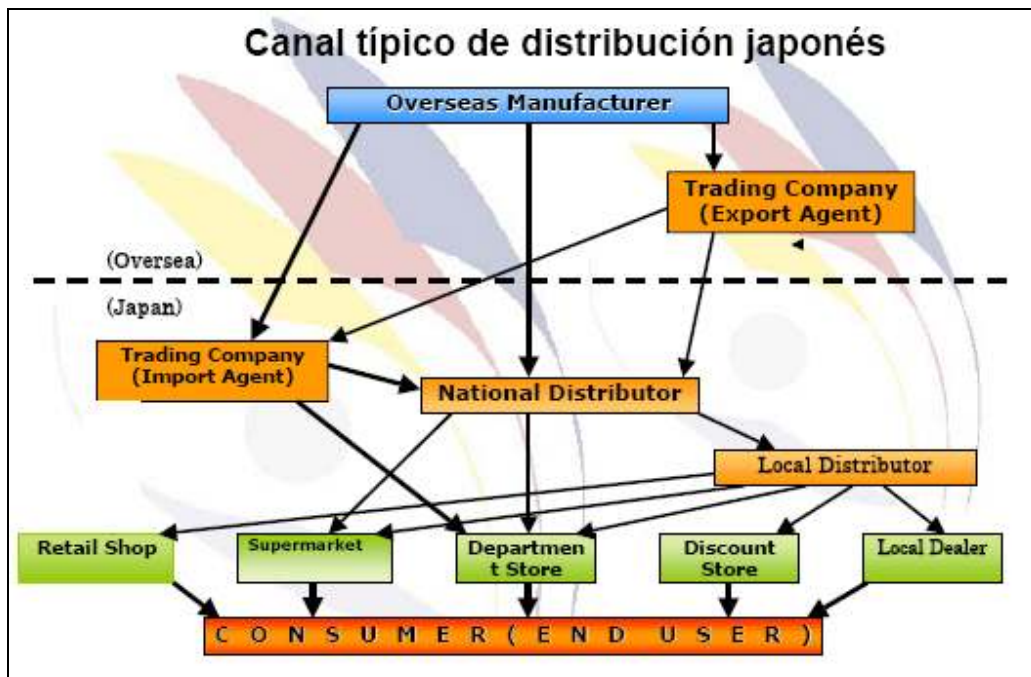 Canal típico de distribución japonés
Overseas Manufacturer
Trading Company
(Export Agent)
(Oversea)
(Japan)
Trading Company
(Import Agent)
National Distributor
Local Distributor
Retail Shop
Supermarket
Departmen
t Store
Discount
Store
Local Dealer
C O N S U M E R ( E N D U S E R )